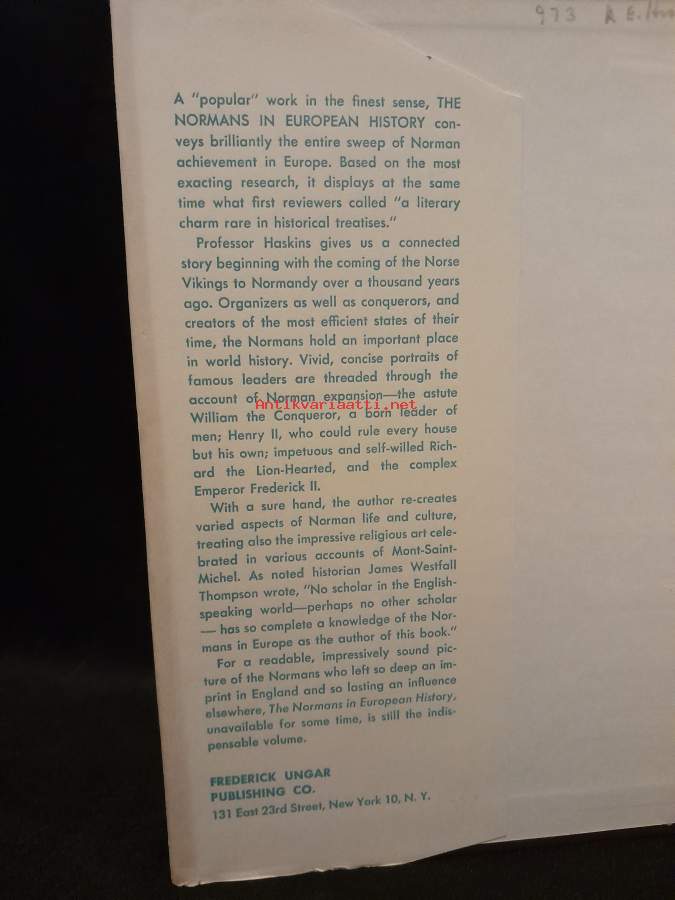 973
A "popular" work in the finest sense, THE
NORMANS IN EUROPEAN HISTORY con-
veys brilliantly the entire sweep of Norman
achievement in Europe. Based on the most
exacting research, it displays at the same
time what first reviewers called "a literary
charm rare in historical treatises."
Professor Haskins gives us a connected
story beginning with the coming of the Norse
Vikings to Normandy over a thousand years
ago. Organizers as well as conquerors, and
creators of the most efficient states of their
time, the Normans hold an important place
in world history. Vivid, concise portraits of
famous leaders are threaded through the
account of Norman expansion—the astute
Antikvariaatti.net
William the Conqueror, a born leader of
men; Henry II, who could rule every house
but his own; impetuous and self-willed Rich-
ard the Lion-Hearted, and the complex
Emperor Frederick II.
With a sure hand, the author re-creates
varied aspects of Norman life and culture,
treating also the impressive religious art cele-
brated in various accounts of Mont-Saint-
Michel. As noted historian James Westfall
Thompson wrote, "No scholar in the English-
speaking world—perhaps no other scholar
— has so complete a knowledge of the Nor-
mans in Europe as the author of this book."
For a readable, impressively sound pic-
ture of the Normans who left so deep an im-
print in England and so lasting an influence
elsewhere, The Normans in European History,
unavailable for some time, is still the indis-
pensable volume.
FREDERICK UNGAR
PUBLISHING CO.
131 East 23rd Street, New York 10, N. Y.